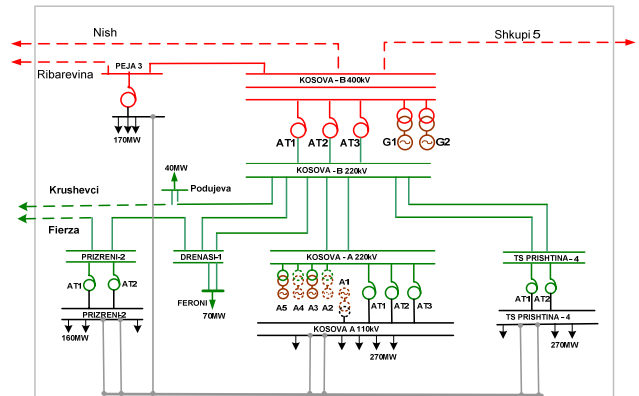 Nish
Shkupi 5
Ribarevina
PEJA 3
KOSOVA - B 400kV
170MW
AT1
AT2
AT3
G1
G2
KOSOVA -B 220kV
40MW
Podujeva
Krushevci
Fierza
PRIZRENI-2
DRENASI-1
KOSOVA - A 220kV
TS PRISHTINA - 4
AT1
AT2
A5
A4
A3
A2
A1
AT1
AT2
AT3
AT1
AT2
FERONI
70MW
PRIZRENI-2
KOSOVA A 110kV
TS PRISHTINA - 4
160MW
270MW
270MW